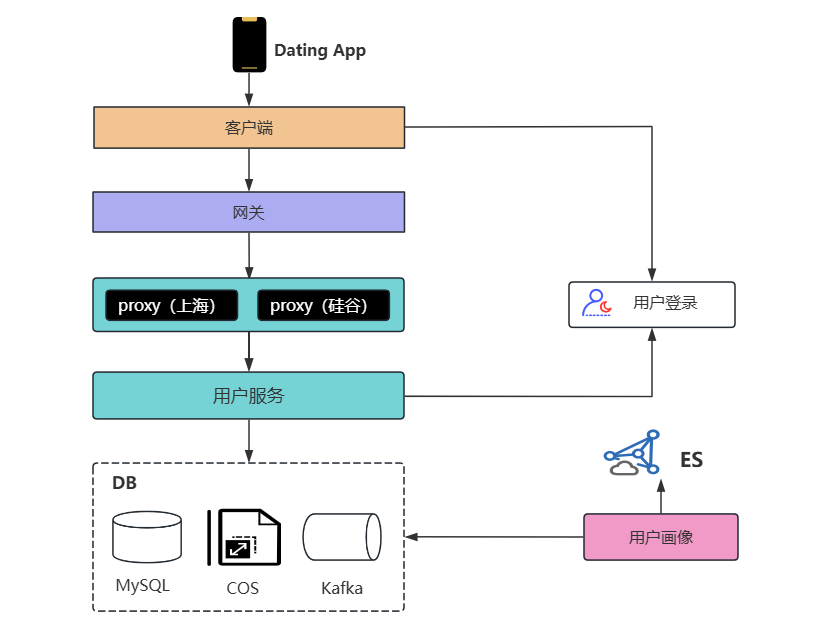 Dating App
客户端
网关
proxy（上海）
proxy（硅谷）
用户登录
用户服务
ES
DB
用户画像
MySQL
COS
Kafka